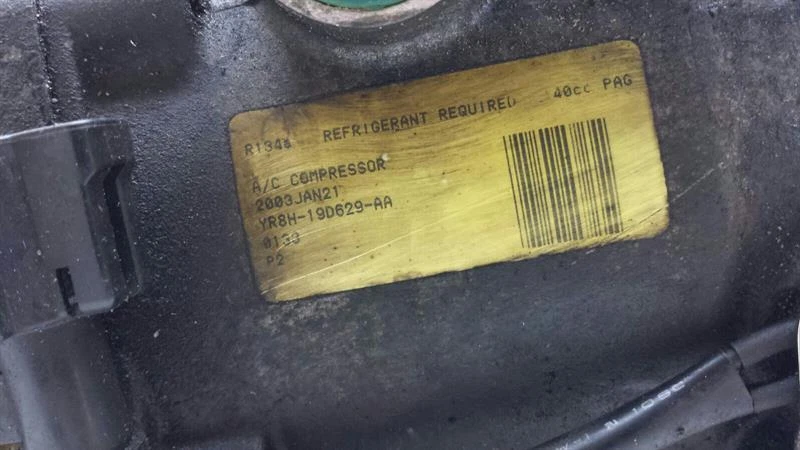 R134a REFRIGERANT REQUIRED 40cc PAG
A/C COMPRESSOR
2003JAN21
YR8H-19D629-AA
0133
P2